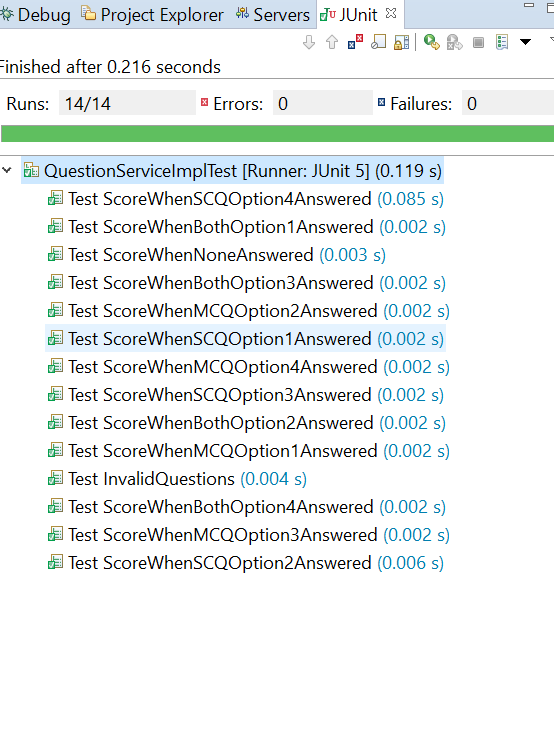 Debug Project Explorer Servers JUnit
Finished after 0.216 seconds
Runs: 14/14 Errors: 0 Failures: 0
QuestionServiceImplTest [Runner: JUnit 5] (0.119 s)
Test ScoreWhenSCQOption4Answered (0.085 s)
Test ScoreWhenBothOption1Answered (0.002 s)
Test ScoreWhenNoneAnswered (0.003 s)
Test ScoreWhenBothOption3Answered (0.002 s)
Test ScoreWhenMCQOption2Answered (0.002 s)
Test ScoreWhenSCQOption1Answered (0.002 s)
Test ScoreWhenMCQOption4Answered (0.002 s)
Test ScoreWhenSCQOption3Answered (0.002 s)
Test ScoreWhenBothOption2Answered (0.002 s)
Test ScoreWhenMCQOption1Answered (0.002 s)
Test InvalidQuestions (0.004 s)
Test ScoreWhenBothOption4Answered (0.002 s)
Test ScoreWhenMCQOption3Answered (0.002 s)
Test ScoreWhenSCQOption2Answered (0.006 s)